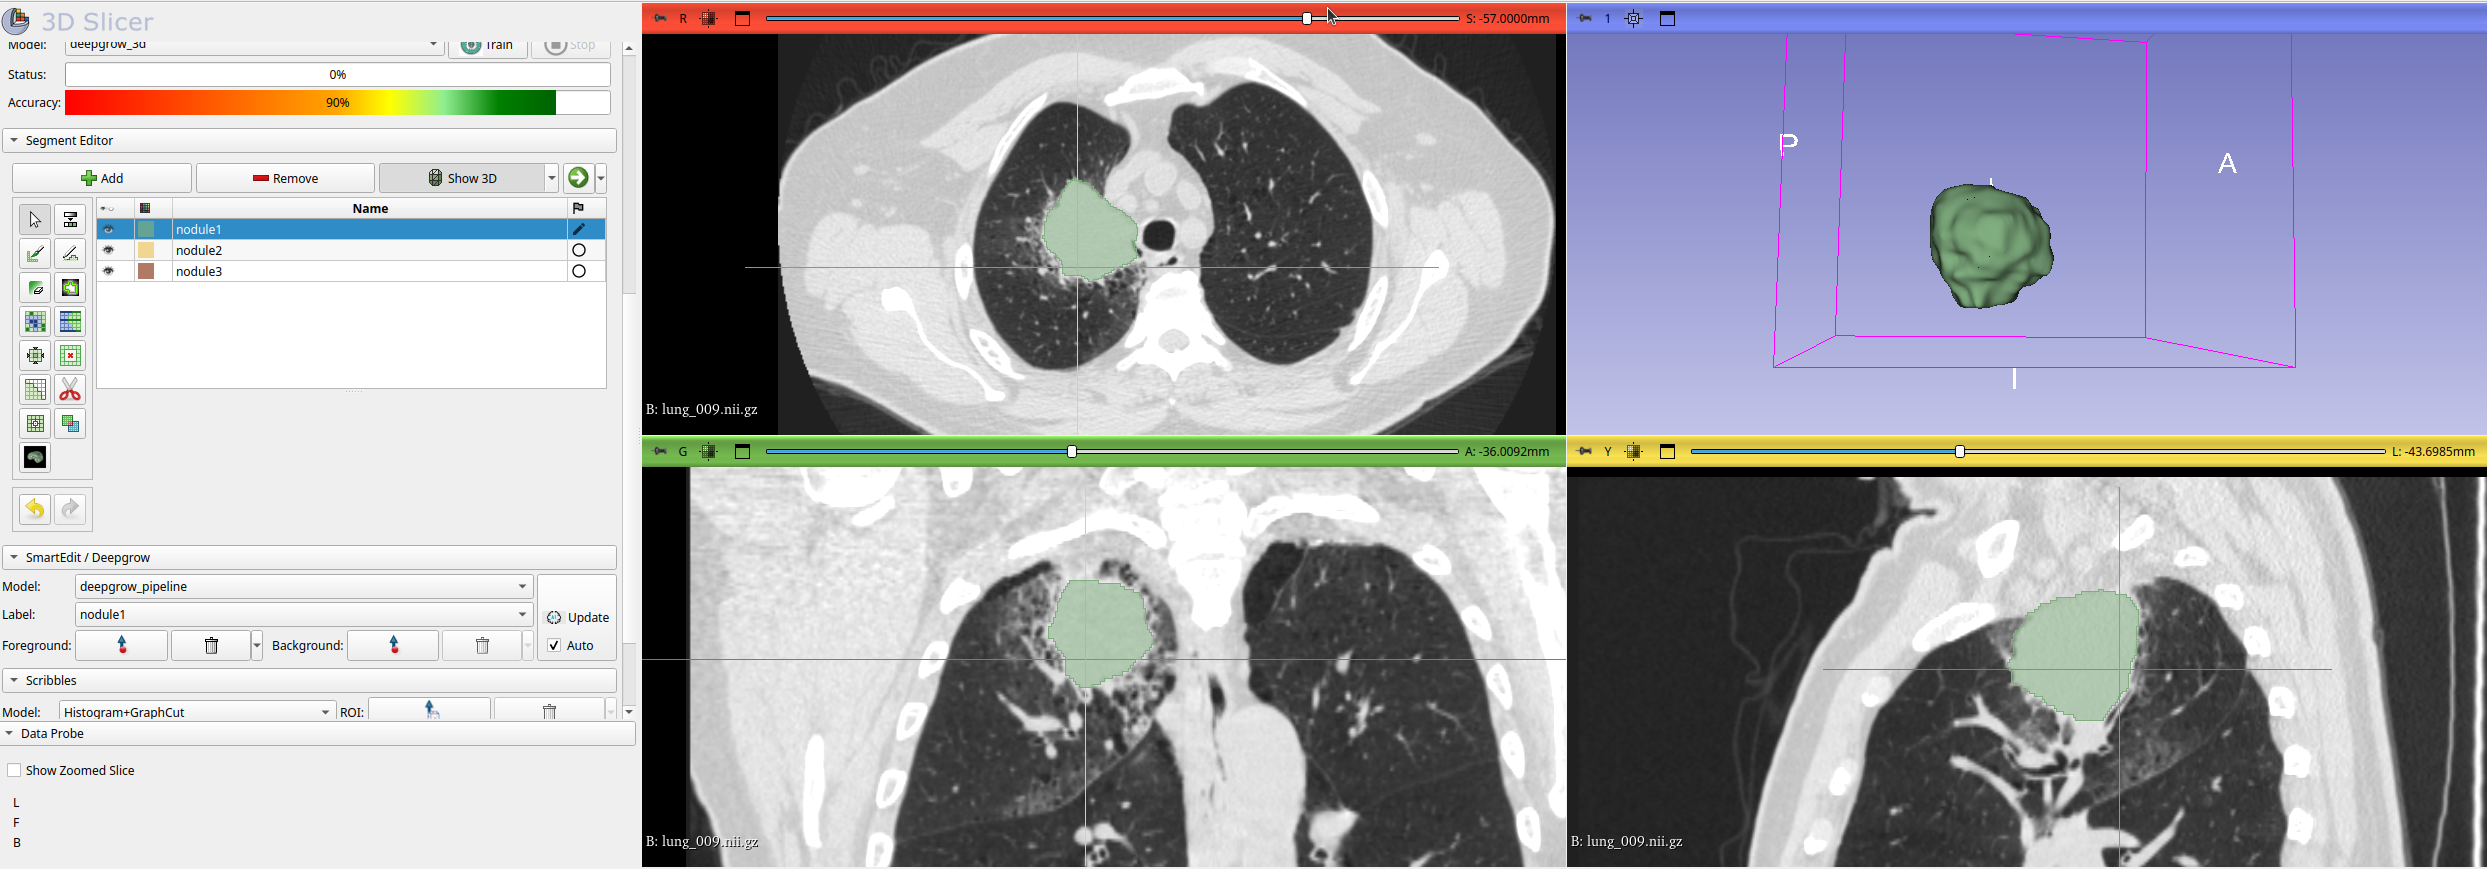 3D Slicer
Model: deepgrow_3d Train Stop
Status: 0%
Accuracy: 90%
Segment Editor
Add Remove Show 3D
Name
nodule1
nodule2
nodule3
SmartEdit / Deepgrow
Model: deepgrow_pipeline
Label: nodule1
Update
Foreground: Background: Auto
Scribbles
Model: Histogram+GraphCut ROI:
Data Probe
Show Zoomed Slice
L
F
B
R S: -57.0000mm
B: lung_009.nii.gz
1
P
A
I
G A: -36.0092mm
B: lung_009.nii.gz
Y L: -43.6985mm
B: lung_009.nii.gz